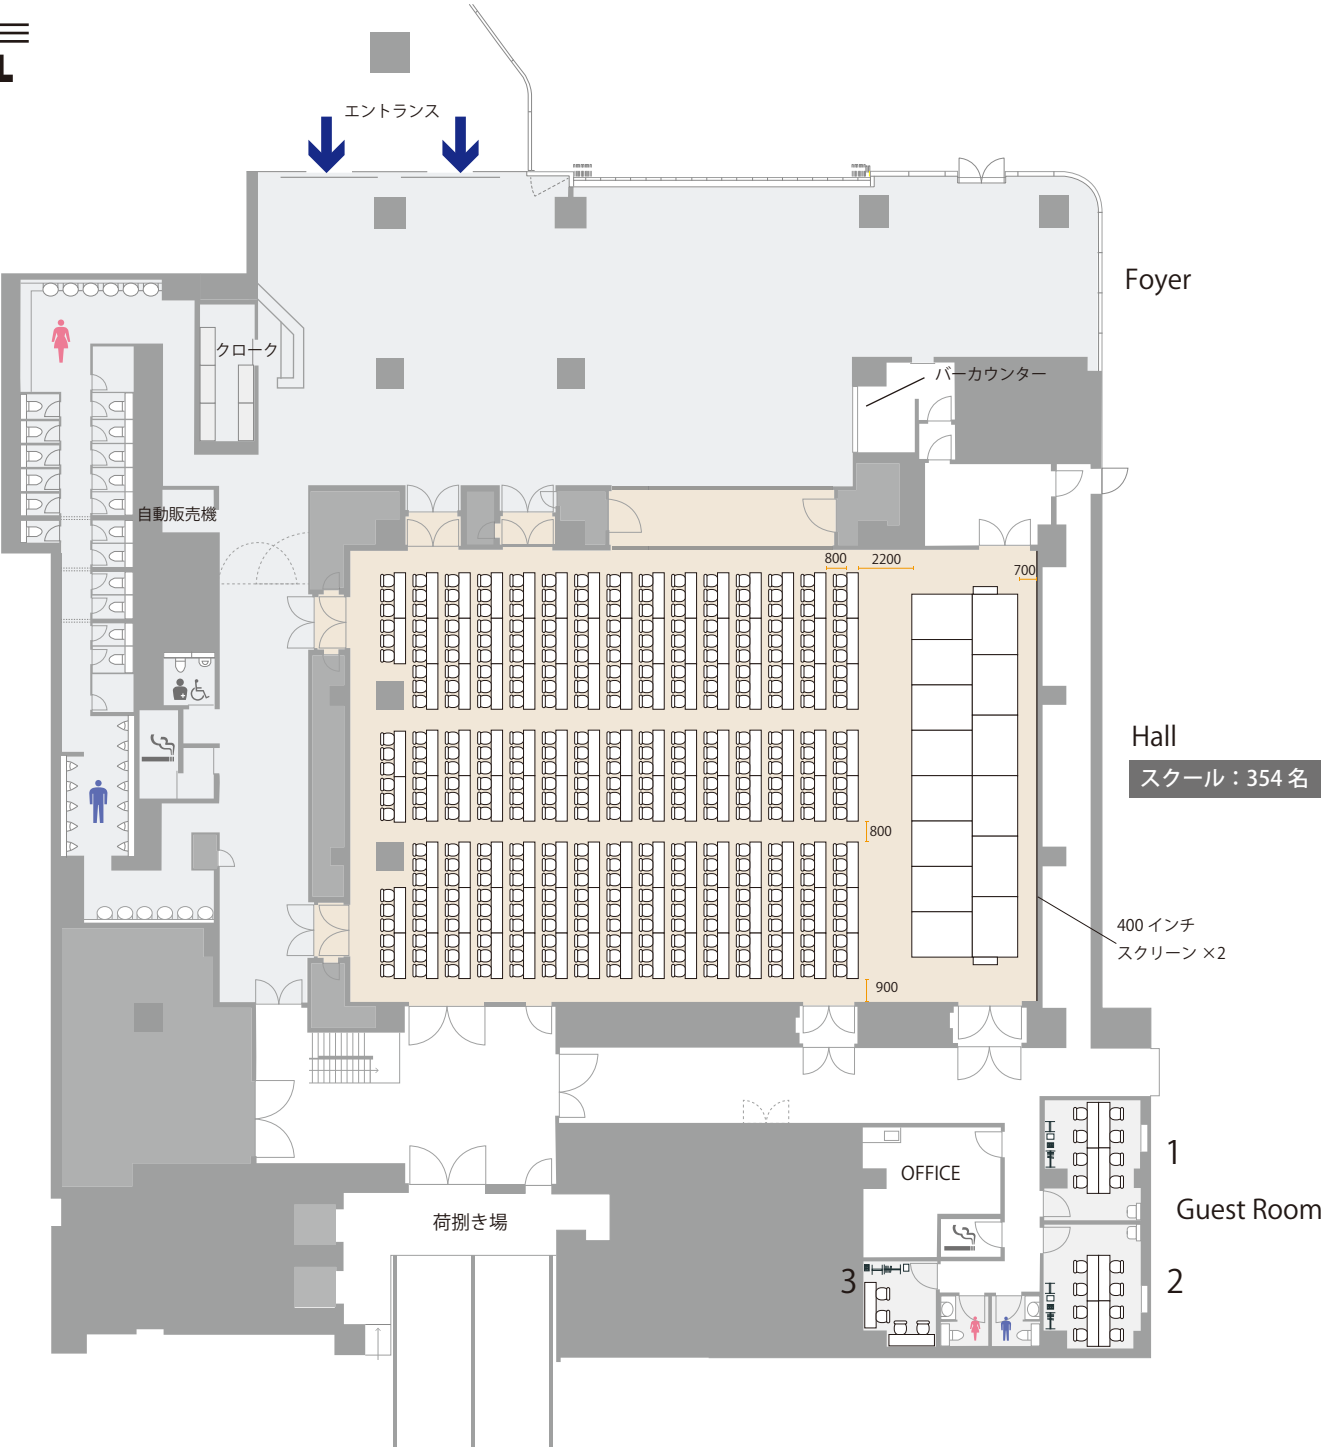 エントランス
Foyer
クローク
バーカウンター
自動販売機
800
2200
700
Hall
スクール：354 名
800
400 インチ
スクリーン ×2
900
1
OFFICE
Guest Room
荷捌き場
3
2